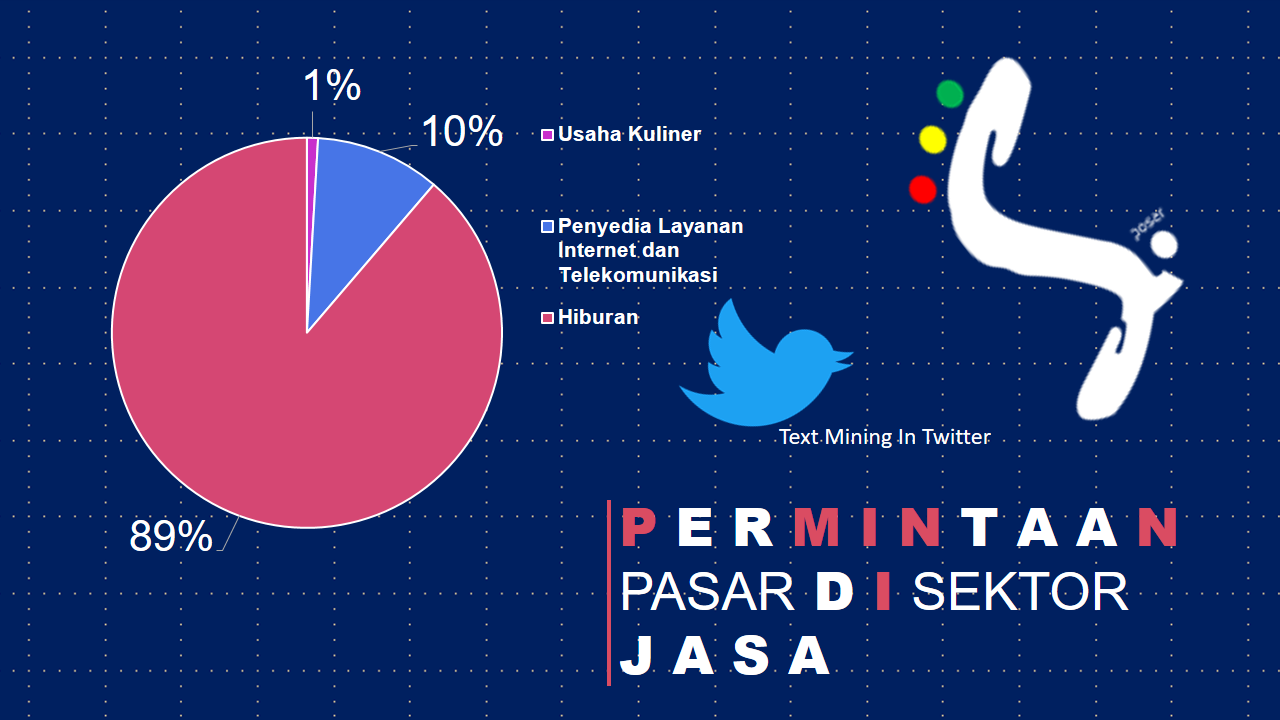 1%
10%
89%
Usaha Kuliner
Penyedia Layanan
Internet dan
Telekomunikasi
Hiburan
poser
Text Mining In Twitter
PERMINTAAN
PASAR DI SEKTOR
JASA